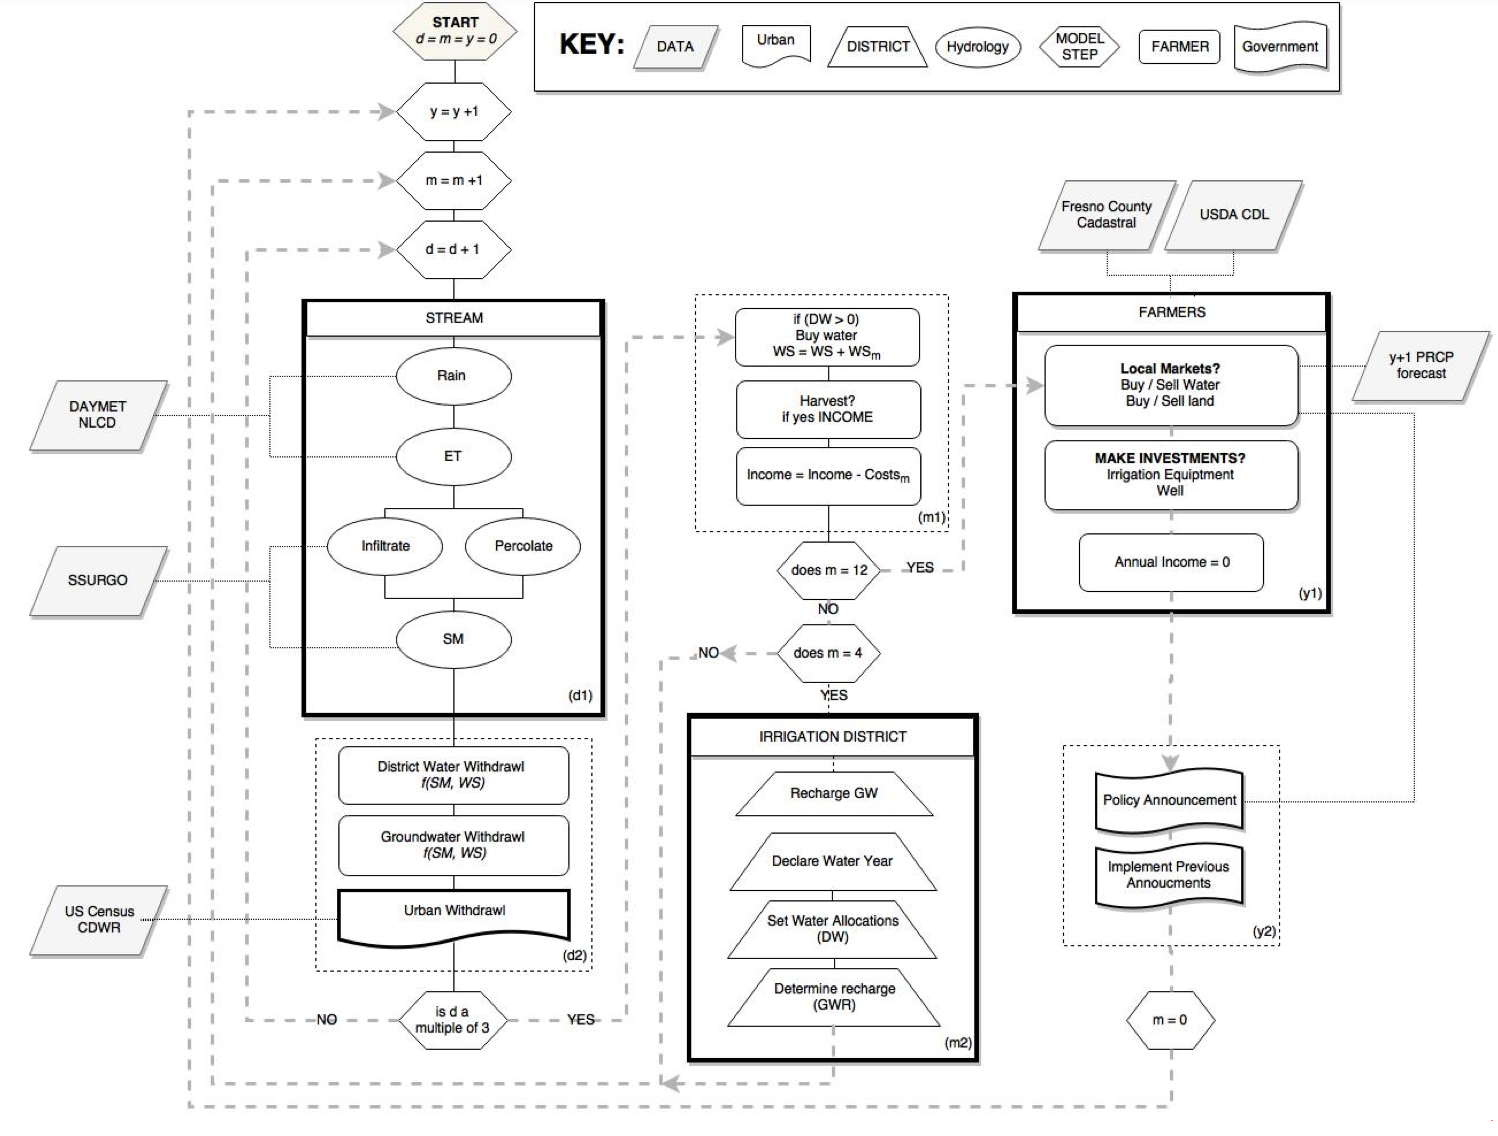 START
d = m = y = 0
KEY:
DATA
Urban
DISTRICT
Hydrology
MODEL
STEP
FARMER
Government
y = y +1
m = m +1
d = d + 1
STREAM
Rain
ET
Infiltrate
Percolate
SM
(d1)
DAYMET
NLCD
SSURGO
US Census
CDWR
District Water Withdrawl
f(SM, WS)
Groundwater Withdrawl
f(SM, WS)
Urban Withdrawl
(d2)
is d a
multiple of 3
NO
YES
if (DW > 0)
Buy water
WS = WS + WSm
Harvest?
if yes INCOME
Income = Income - Costsm
(m1)
does m = 12
YES
NO
does m = 4
NO
YES
IRRIGATION DISTRICT
Recharge GW
Declare Water Year
Set Water Allocations
(DW)
Determine recharge
(GWR)
(m2)
Fresno County
Cadastral
USDA CDL
FARMERS
Local Markets?
Buy / Sell Water
Buy / Sell land
y+1 PRCP
forecast
MAKE INVESTMENTS?
Irrigation Equiptment
Well
Annual Income = 0
(y1)
Policy Announcement
Implement Previous
Annoucments
(y2)
m = 0